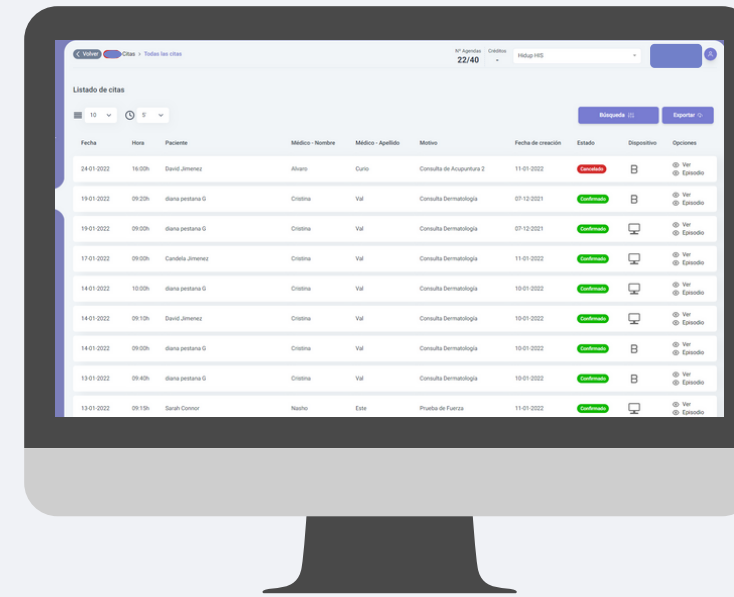 Volver Citas > Todas las citas Nº Agendas 22/40 Créditos - Hidup HIS
Listado de citas
10 5' Búsqueda Exportar
Fecha Hora Paciente Médico - Nombre Médico - Apellido Motivo Fecha de creación Estado Dispositivo Opciones
24-01-2022 16:00h David Jimenez Alvaro Curio Consulta de Acupuntura 2 11-01-2022 Cancelado Ver
Episodio
19-01-2022 09:20h diana pestana G Cristina Val Consulta Dermatología 07-12-2021 Confirmado Ver
Episodio
19-01-2022 09:00h diana pestana G Cristina Val Consulta Dermatología 07-12-2021 Confirmado Ver
Episodio
17-01-2022 09:00h Candela Jimenez Cristina Val Consulta Dermatología 11-01-2022 Confirmado Ver
Episodio
14-01-2022 10:00h diana pestana G Cristina Val Consulta Dermatología 10-01-2022 Confirmado Ver
Episodio
14-01-2022 09:10h David Jimenez Cristina Val Consulta Dermatología 10-01-2022 Confirmado Ver
Episodio
14-01-2022 09:00h diana pestana G Cristina Val Consulta Dermatología 10-01-2022 Confirmado Ver
Episodio
13-01-2022 09:40h diana pestana G Cristina Val Consulta Dermatología 10-01-2022 Confirmado Ver
Episodio
13-01-2022 09:15h Sarah Connor Nacho Este Prueba de Fuerza 11-01-2022 Confirmado Ver
Episodio